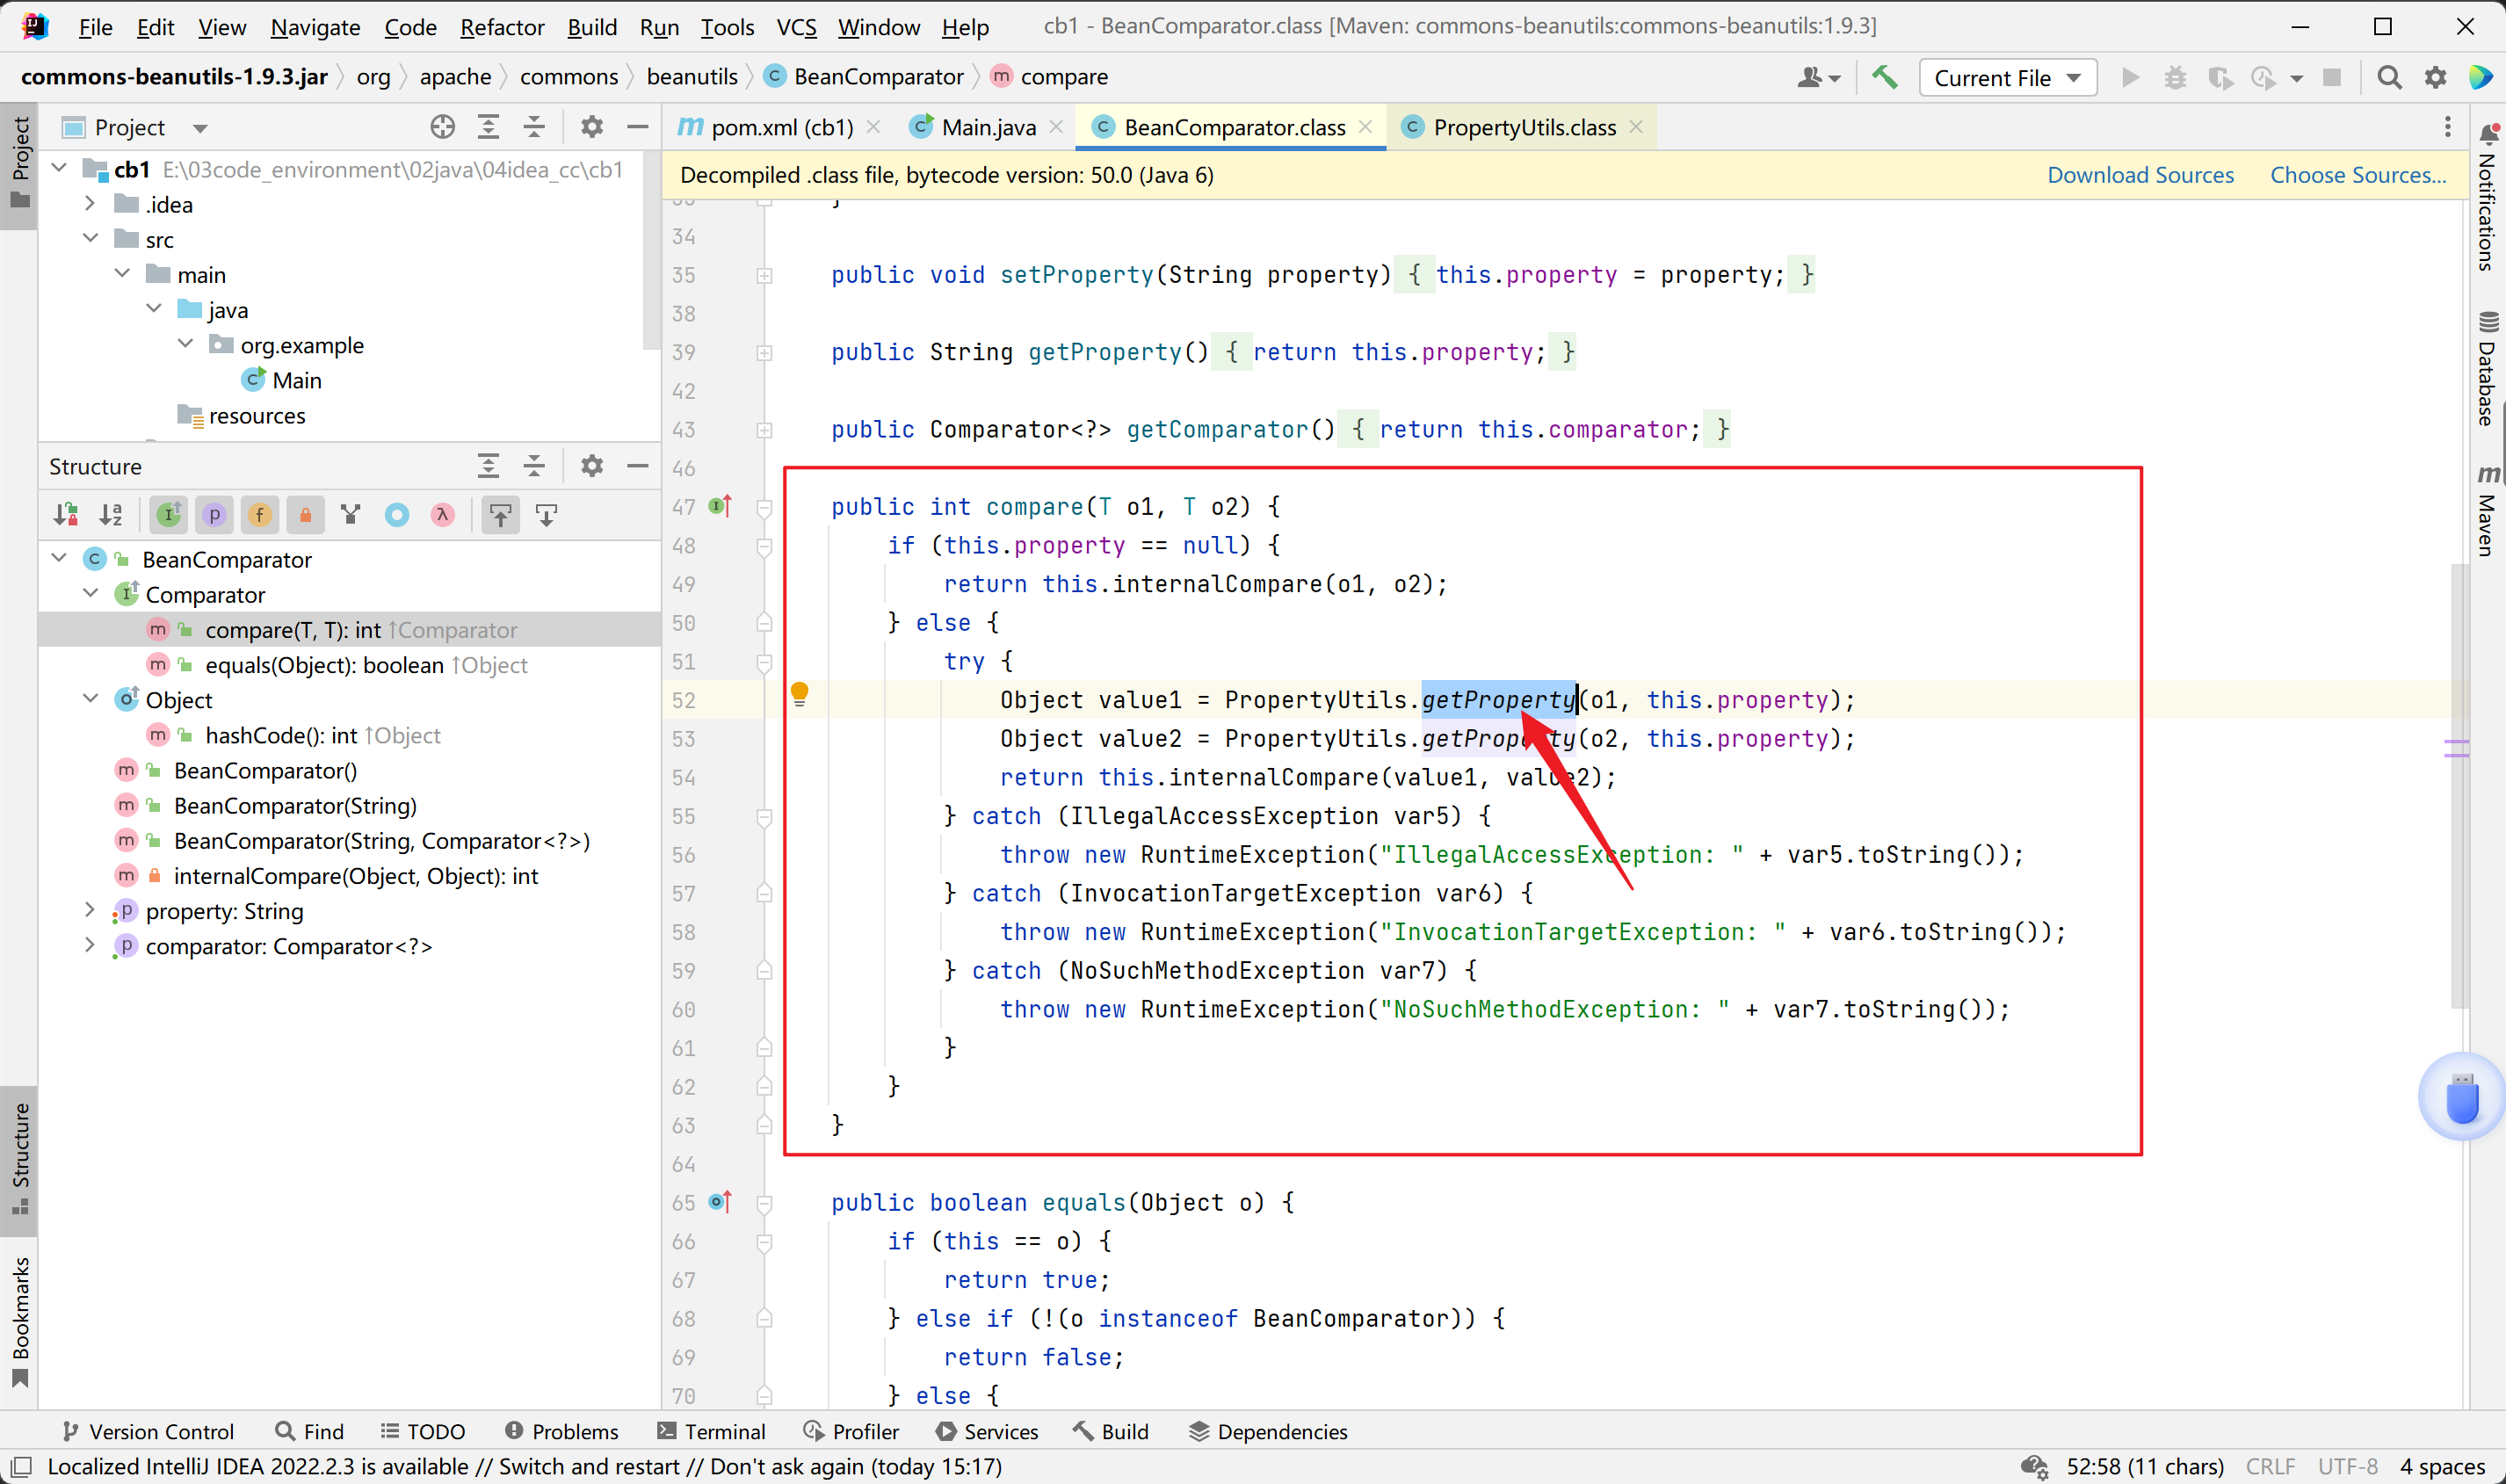 File Edit View Navigate Code Refactor Build Run Tools VCS Window Help cb1 - BeanComparator.class [Maven: commons-beanutils:commons-beanutils:1.9.3]
commons-beanutils-1.9.3.jar org apache commons beanutils BeanComparator compare Current File
Project
pom.xml (cb1) Main.java BeanComparator.class PropertyUtils.class
Decompiled .class file, bytecode version: 50.0 (Java 6) Download Sources Choose Sources...
Project
cb1 E:\03code_environment\02java\04idea_cc\cb1
.idea
src
main
java
org.example
Main
resources
Structure
BeanComparator
Comparator
compare(T, T): int ↑Comparator
equals(Object): boolean ↑Object
Object
hashCode(): int ↑Object
BeanComparator()
BeanComparator(String)
BeanComparator(String, Comparator<?>)
internalCompare(Object, Object): int
property: String
comparator: Comparator<?>
Structure
Bookmarks
34
35 public void setProperty(String property) { this.property = property; }
38
39 public String getProperty() { return this.property; }
42
43 public Comparator<?> getComparator() { return this.comparator; }
46
47 public int compare(T o1, T o2) {
48 if (this.property == null) {
49 return this.internalCompare(o1, o2);
50 } else {
51 try {
52 Object value1 = PropertyUtils.getProperty(o1, this.property);
53 Object value2 = PropertyUtils.getProperty(o2, this.property);
54 return this.internalCompare(value1, value2);
55 } catch (IllegalAccessException var5) {
56 throw new RuntimeException("IllegalAccessException: " + var5.toString());
57 } catch (InvocationTargetException var6) {
58 throw new RuntimeException("InvocationTargetException: " + var6.toString());
59 } catch (NoSuchMethodException var7) {
60 throw new RuntimeException("NoSuchMethodException: " + var7.toString());
61 }
62 }
63 }
64
65 public boolean equals(Object o) {
66 if (this == o) {
67 return true;
68 } else if (!(o instanceof BeanComparator)) {
69 return false;
70 } else {
Notifications
Database
Maven
Version Control Find TODO Problems Terminal Profiler Services Build Dependencies
Localized IntelliJ IDEA 2022.2.3 is available // Switch and restart // Don't ask again (today 15:17) 52:58 (11 chars) CRLF UTF-8 4 spaces